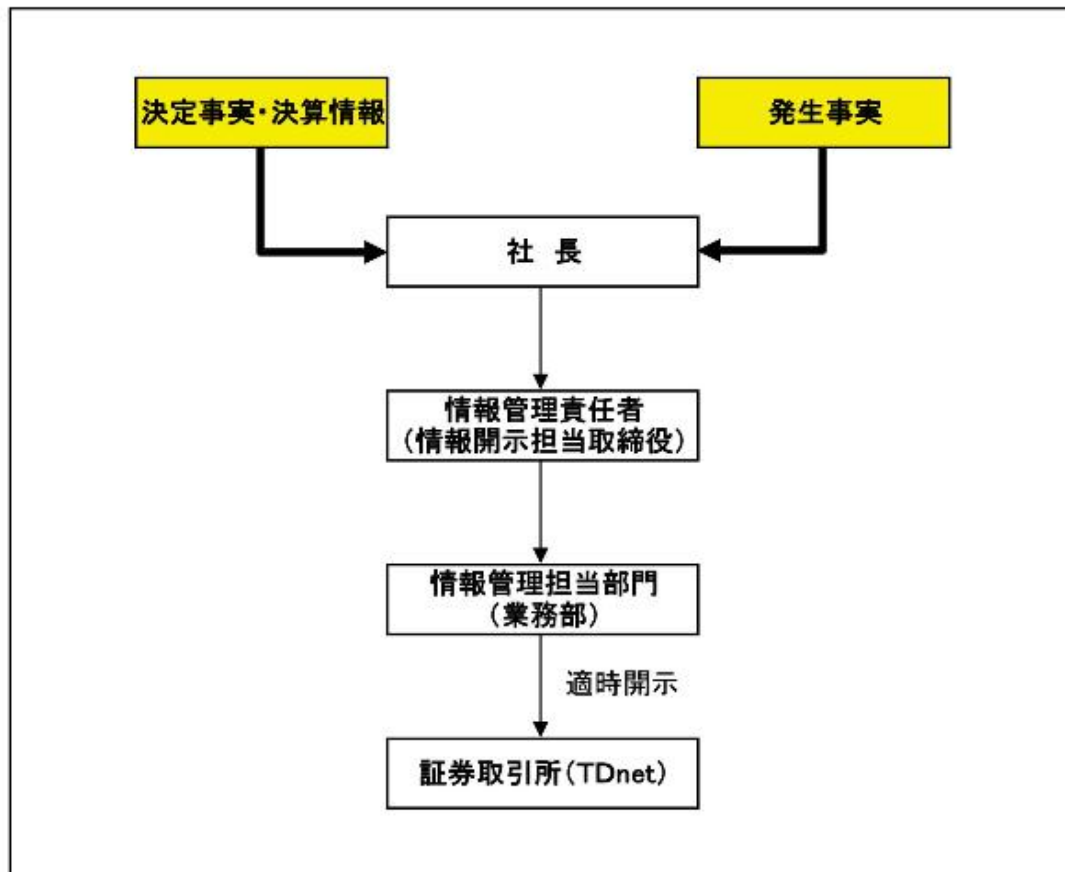 決定事実・決算情報
発生事実
社 長
情報管理責任者
（情報開示担当取締役）
情報管理担当部門
（業務部）
適時開示
証券取引所（TDnet）